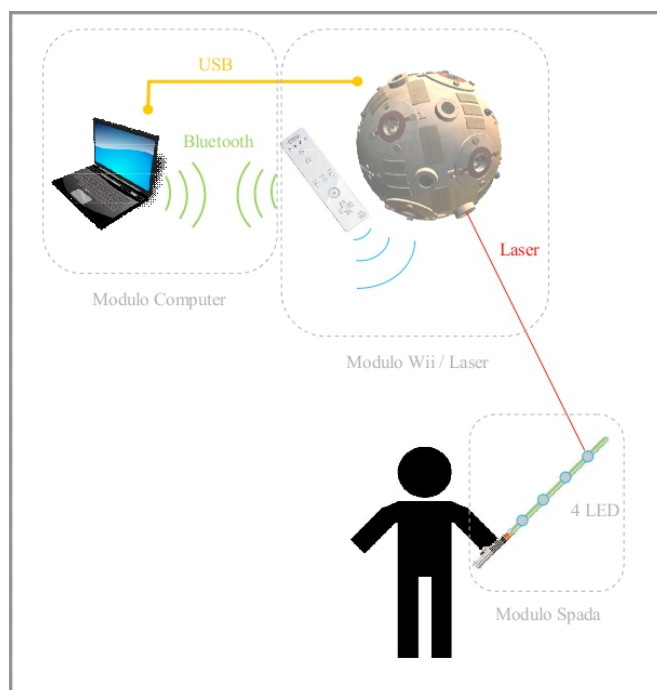 USB
Bluetooth
Laser
Modulo Computer
Modulo Wii / Laser
4 LED
Modulo Spada